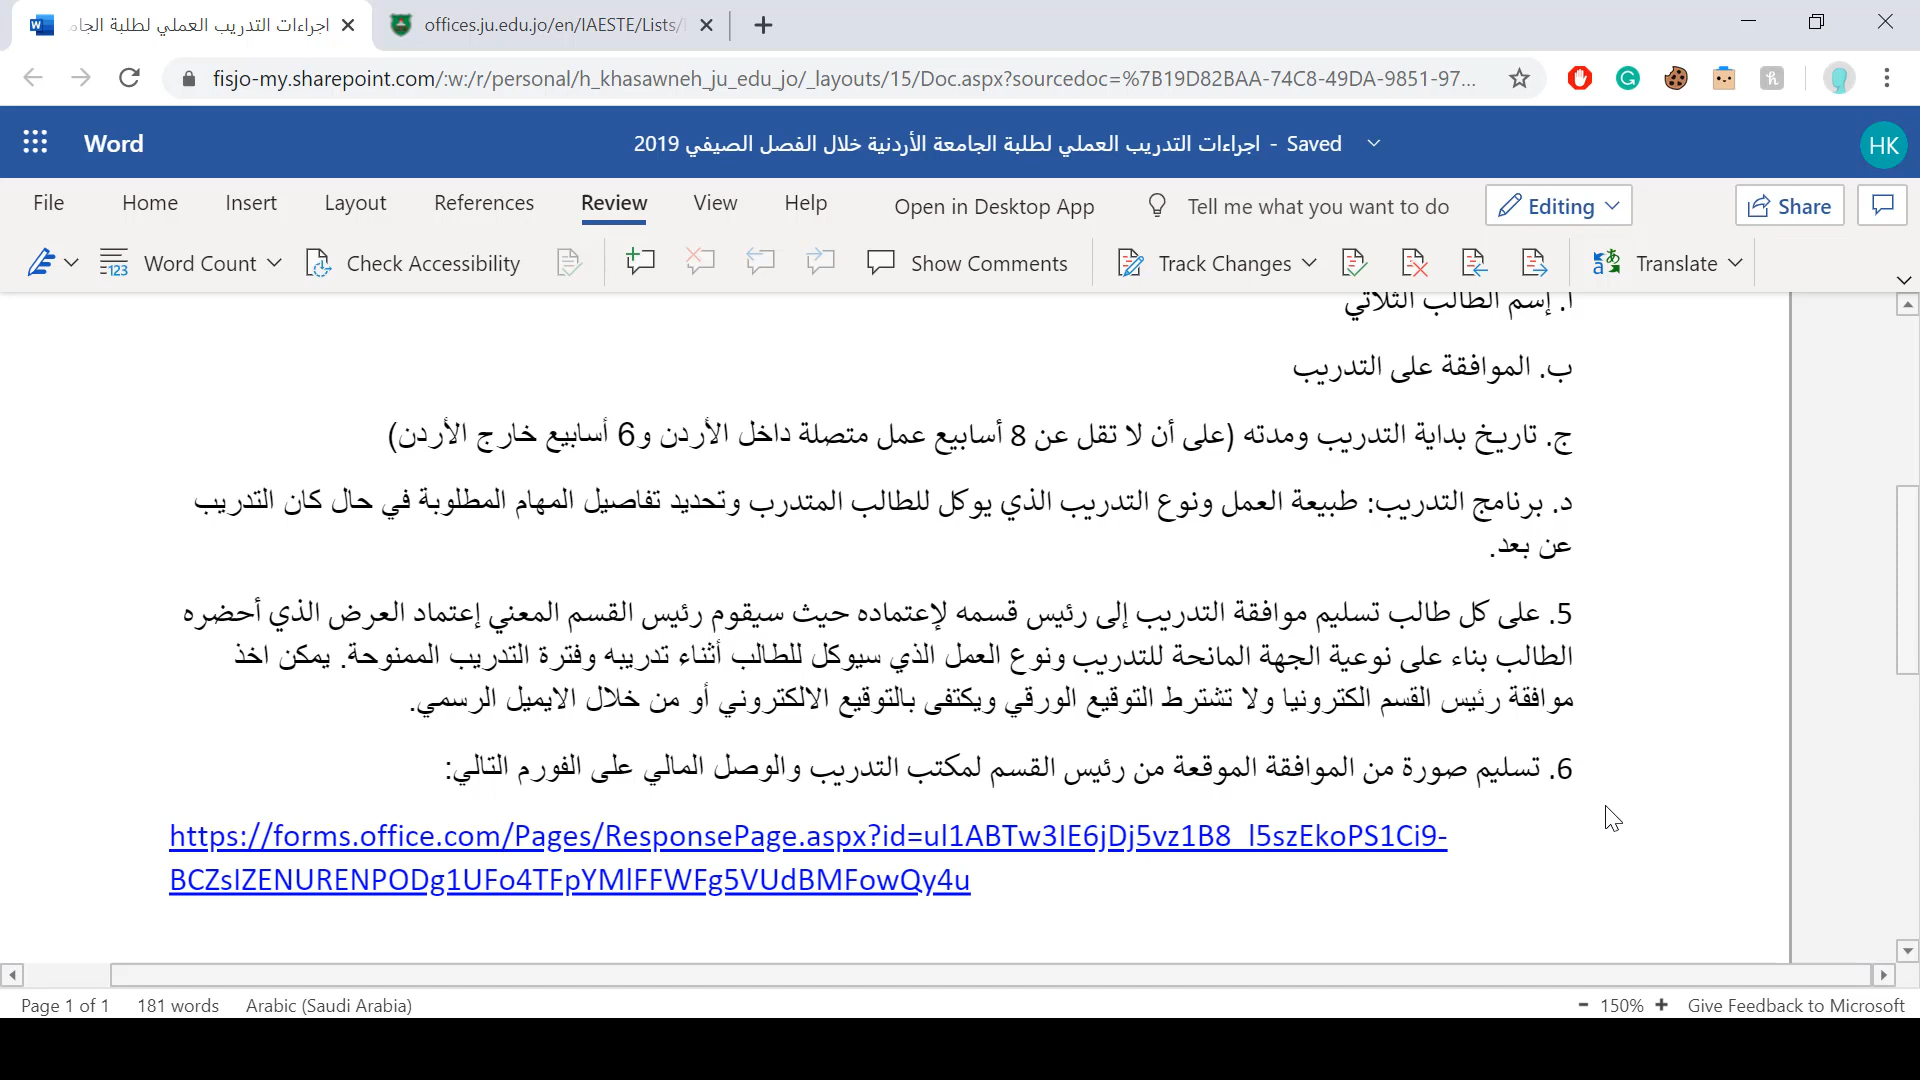 اجراءات التدريب العملي لطلبة الجام
offices.ju.edu.jo/en/IAESTE/Lists/
fisjo-my.sharepoint.com/:w:/r/personal/h_khasawneh_ju_edu_jo/_layouts/15/Doc.aspx?sourcedoc=%7B19D82BAA-74C8-49DA-9851-97...
Word
اجراءات التدريب العملي لطلبة الجامعة الأردنية خلال الفصل الصيفي 2019 - Saved
HK
File Home Insert Layout References Review View Help Open in Desktop App Tell me what you want to do Editing Share
Word Count Check Accessibility Show Comments Track Changes Translate
أ. إسم الطالب الثلاثي
ب. الموافقة على التدريب
ج. تاريخ بداية التدريب ومدته (على أن لا تقل عن 8 أسابيع عمل متصلة داخل الأردن و6 أسابيع خارج الأردن)
د. برنامج التدريب: طبيعة العمل ونوع التدريب الذي يوكل للطالب المتدرب وتحديد تفاصيل المهام المطلوبة في حال كان التدريب
عن بعد.
5. على كل طالب تسليم موافقة التدريب إلى رئيس قسمه لإعتماده حيث سيقوم رئيس القسم المعني إعتماد العرض الذي أحضره
الطالب بناء على نوعية الجهة المانحة للتدريب ونوع العمل الذي سيوكل للطالب أثناء تدريبه وفترة التدريب الممنوحة. يمكن اخذ
موافقة رئيس القسم الكترونيا ولا تشترط التوقيع الورقي ويكتفى بالتوقيع الالكتروني أو من خلال الايميل الرسمي.
6. تسليم صورة من الموافقة الموقعة من رئيس القسم لمكتب التدريب والوصل المالي على الفورم التالي:
https://forms.office.com/Pages/ResponsePage.aspx?id=ul1ABTw3IE6jDj5vz1B8_l5szEkoPS1Ci9-
BCZsIZENURENPODg1UFo4TFpYMlFFWFg5VUdBMFowQy4u
Page 1 of 1 181 words Arabic (Saudi Arabia) - 150% + Give Feedback to Microsoft